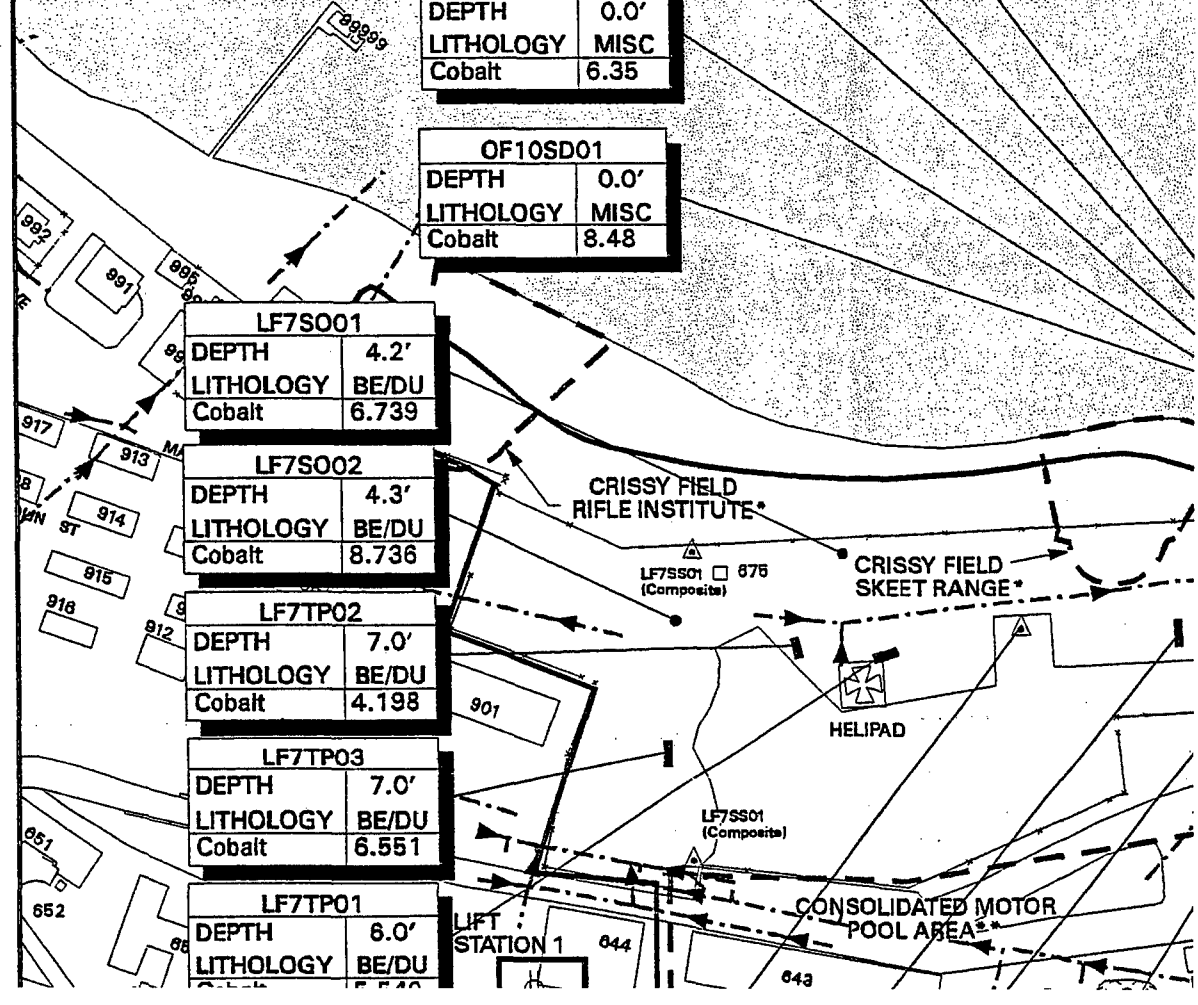 DEPTH 0.0'
LITHOLOGY MISC
Cobalt 6.35
99999
OF10SD01
DEPTH 0.0'
LITHOLOGY MISC
Cobalt 8.48
992
991
995
LF7SO01
DEPTH 4.2'
LITHOLOGY BE/DU
Cobalt 6.739
917
913
LF7SO02
DEPTH 4.3'
LITHOLOGY BE/DU
Cobalt 8.736
914
ST
915
916
912
CRISSY FIELD
RIFLE INSTITUTE*
LF7SS01
(Composite)
675
CRISSY FIELD
SKEET RANGE*
LF7TP02
DEPTH 7.0'
LITHOLOGY BE/DU
Cobalt 4.198
901
HELIPAD
LF7TP03
DEPTH 7.0'
LITHOLOGY BE/DU
Cobalt 6.551
LF7SS01
(Composite)
651
652
LF7TP01
DEPTH 6.0'
LITHOLOGY BE/DU
LIFT
STATION 1
644
643
CONSOLIDATED MOTOR
POOL AREA**